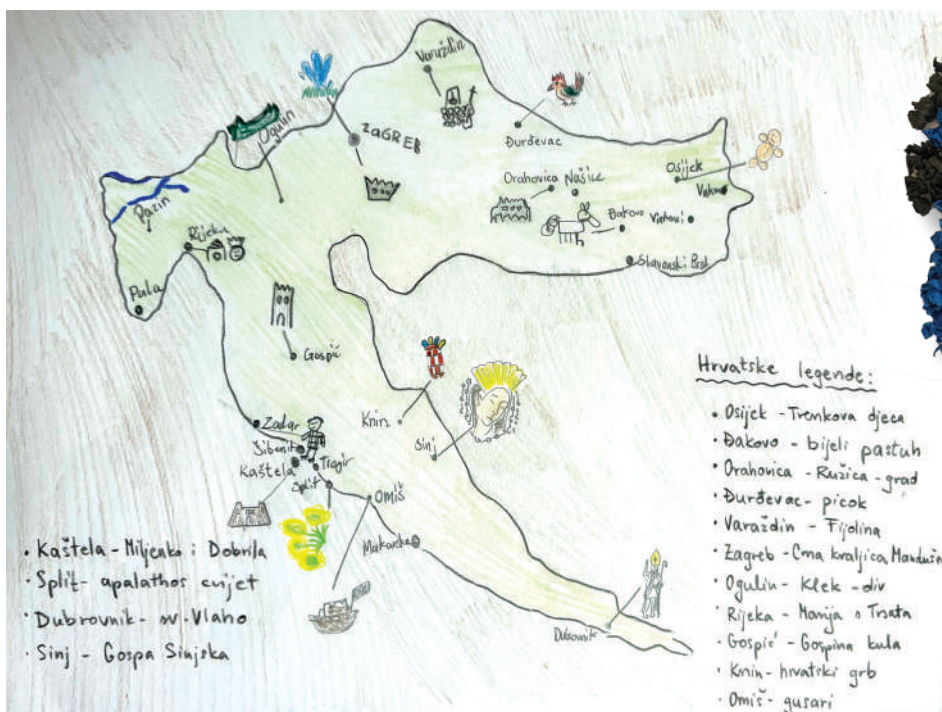 Varaždin
Đurđevac
Ogulin
ZAGREB
Osijek
Orahovica Našice
Đakovo
Slavonski Brod
Pazin
Rijeka
Pula
Gospić
Zadar
Šibenik
Kaštela
Trogir
Split
Omiš
Makarska
Knin
Sinj
Dubrovnik
• Kaštela - Miljenko i Dobrila
• Split - apalathos cvijet
• Dubrovnik - sv. Vlaho
• Sinj - Gospa Sinjska
Hrvatske legende:
• Osijek - Trenkova djeca
• Đakovo - bijeli pastuh
• Orahovica - Ružica - grad
• Đurđevac - picok
• Varaždin - Fijolina
• Zagreb - Crna kraljica,
• Ogulin - Klek - div
• Rijeka - Marija s Trsata
• Gospić - Gospina kula
• Knin - hrvatski grb
• Omiš - gusari